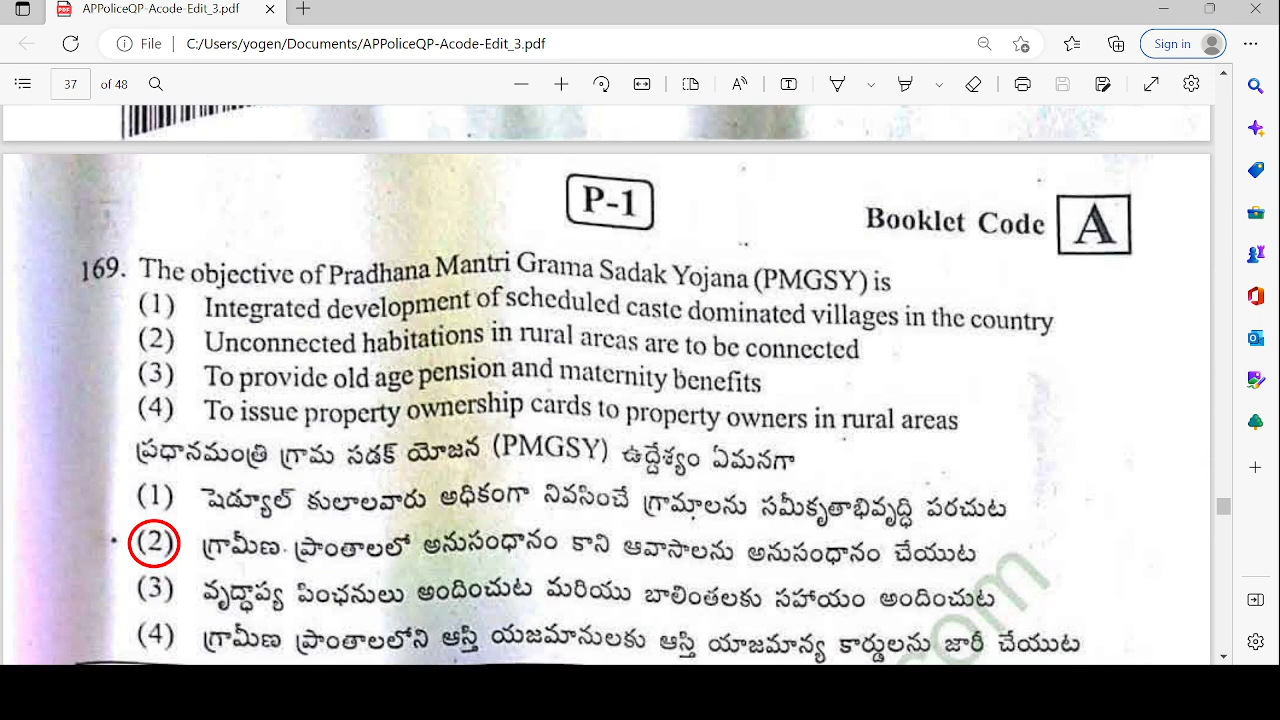 APPoliceQP-Acode-Edit_3.pdf
File C:/Users/yogen/Documents/APPoliceQP-Acode-Edit_3.pdf Sign in
37 of 48
P-1
Booklet Code A
169. The objective of Pradhana Mantri Grama Sadak Yojana (PMGSY) is
(1) Integrated development of scheduled caste dominated villages in the country
(2) Unconnected habitations in rural areas are to be connected
(3) To provide old age pension and maternity benefits
(4) To issue property ownership cards to property owners in rural areas
ప్రధానమంత్రి గ్రామ సడక్ యోజన (PMGSY) ఉద్దేశ్యం ఏమనగా
(1) షెడ్యూల్ కులాలవారు అధికంగా నివసించే గ్రామాలను సమీకృతాభివృద్ధి పరచుట
(2) గ్రామీణ ప్రాంతాలలో అనుసంధానం కాని ఆవాసాలను అనుసంధానం చేయుట
(3) వృద్ధాప్య పింఛనులు అందించుట మరియు బాలింతలకు సహాయం అందించుట
(4) గ్రామీణ ప్రాంతాలలోని ఆస్తి యజమానులకు ఆస్తి యాజమాన్య కార్డులను జారీ చేయుట
.com